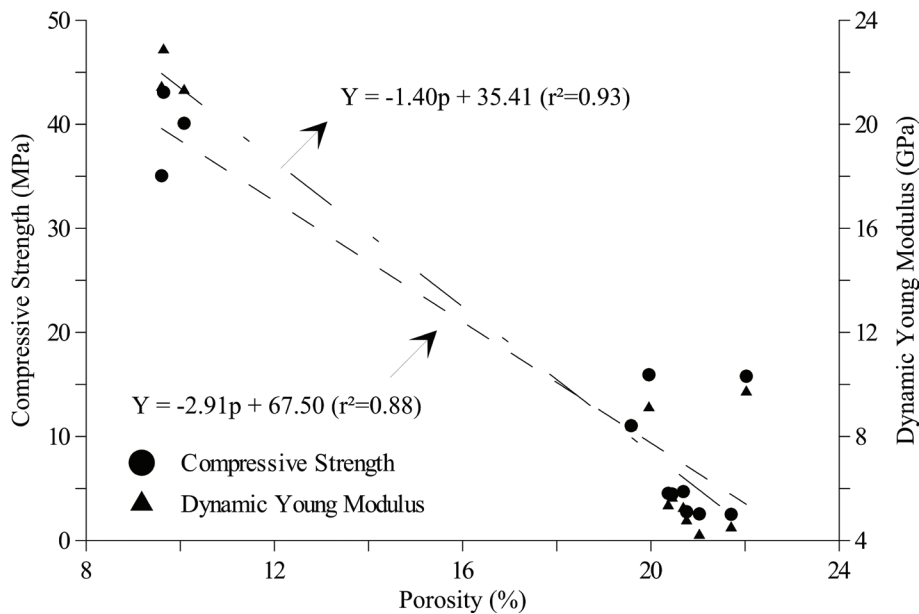 50
40
30
20
10
0
Compressive Strength (MPa)
24
20
16
12
8
4
Dynamic Young Modulus (GPa)
Y = -1.40p + 35.41 (r²=0.93)
Y = -2.91p + 67.50 (r²=0.88)
Compressive Strength
Dynamic Young Modulus
8 12 16 20 24
Porosity (%)